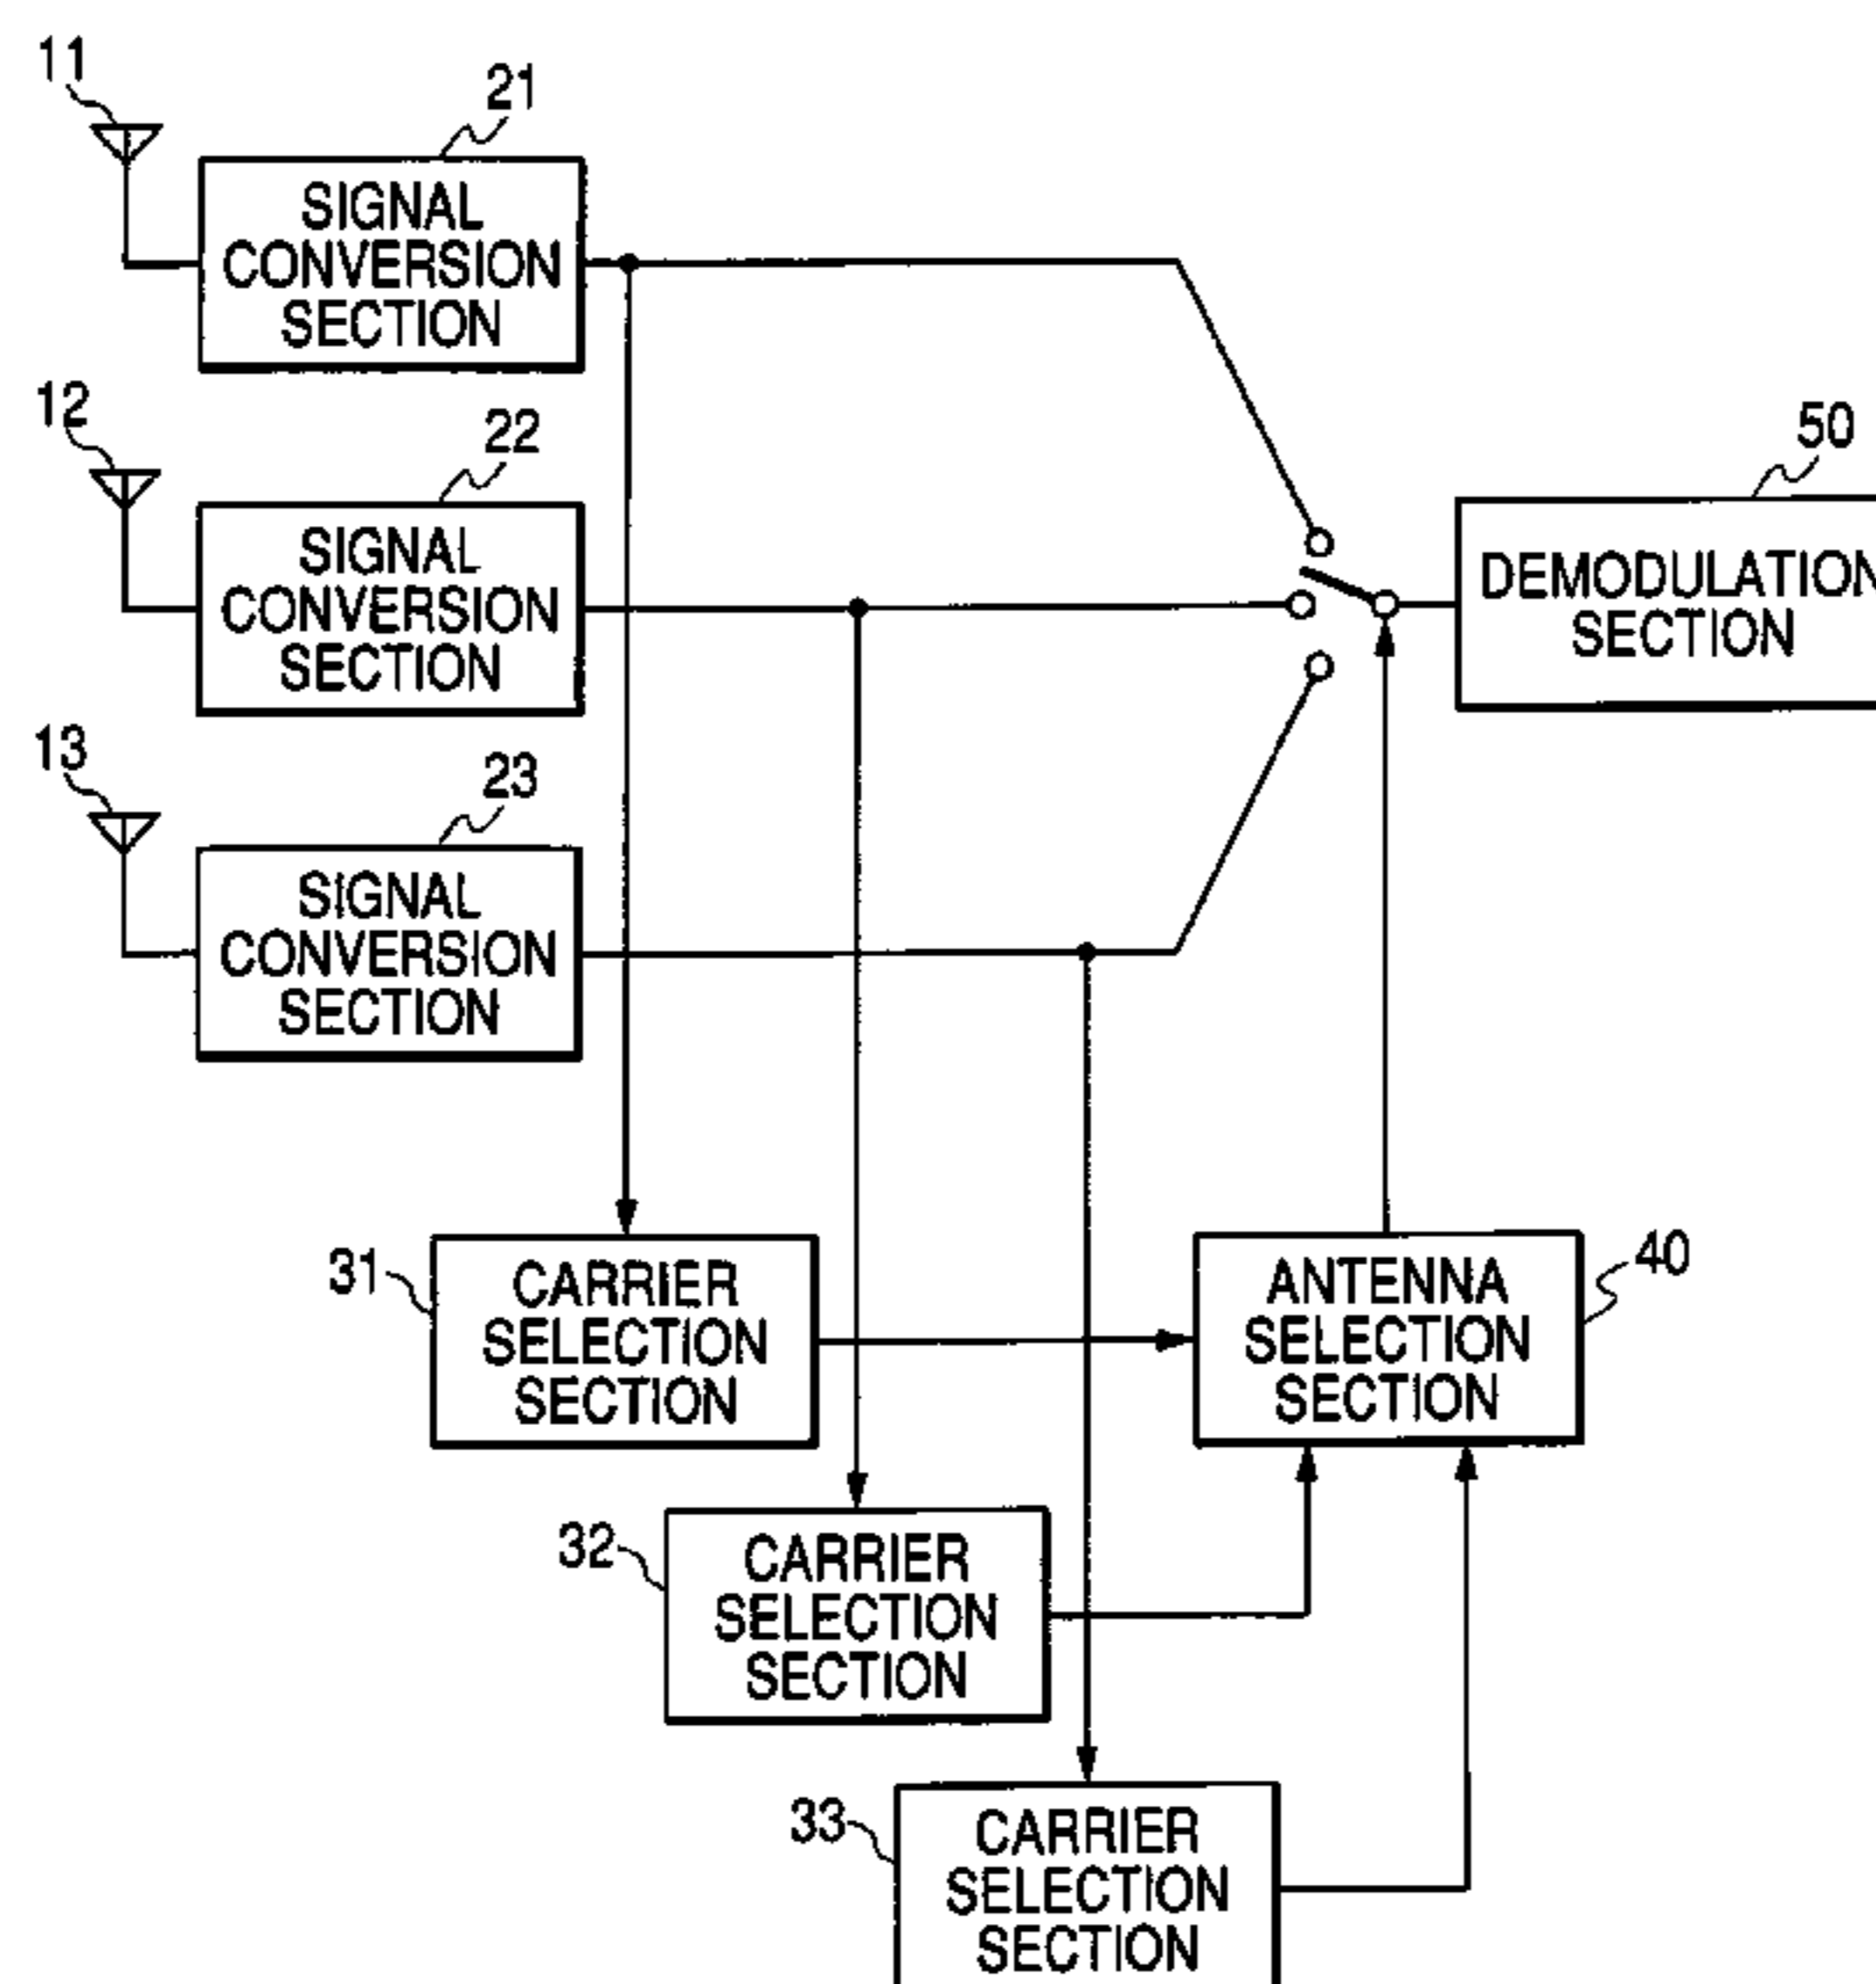 11
21
SIGNAL
CONVERSION
SECTION
12
22
SIGNAL
CONVERSION
SECTION
50
DEMODULATION
SECTION
13
23
SIGNAL
CONVERSION
SECTION
31
CARRIER
SELECTION
SECTION
ANTENNA
SELECTION
SECTION
40
32
CARRIER
SELECTION
SECTION
33
CARRIER
SELECTION
SECTION